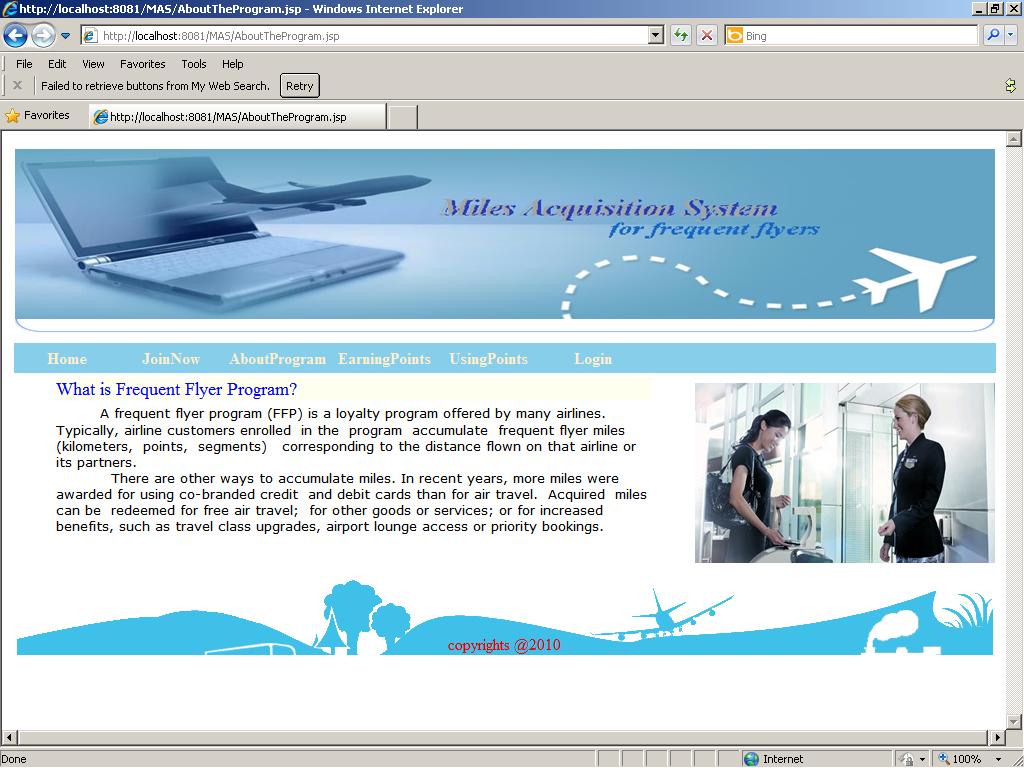 http://localhost:8081/MAS/AboutTheProgram.jsp - Windows Internet Explorer
http://localhost:8081/MAS/AboutTheProgram.jsp
Bing
File Edit View Favorites Tools Help
Failed to retrieve buttons from My Web Search. Retry
Favorites http://localhost:8081/MAS/AboutTheProgram.jsp
Miles Acquisition System
for frequent flyers
Home JoinNow AboutProgram EarningPoints UsingPoints Login
What is Frequent Flyer Program?
A frequent flyer program (FFP) is a loyalty program offered by many airlines.
Typically, airline customers enrolled in the program accumulate frequent flyer miles
(kilometers, points, segments) corresponding to the distance flown on that airline or
its partners.
There are other ways to accumulate miles. In recent years, more miles were
awarded for using co-branded credit and debit cards than for air travel. Acquired miles
can be redeemed for free air travel; for other goods or services; or for increased
benefits, such as travel class upgrades, airport lounge access or priority bookings.
copyrights @2010
Done Internet 100%